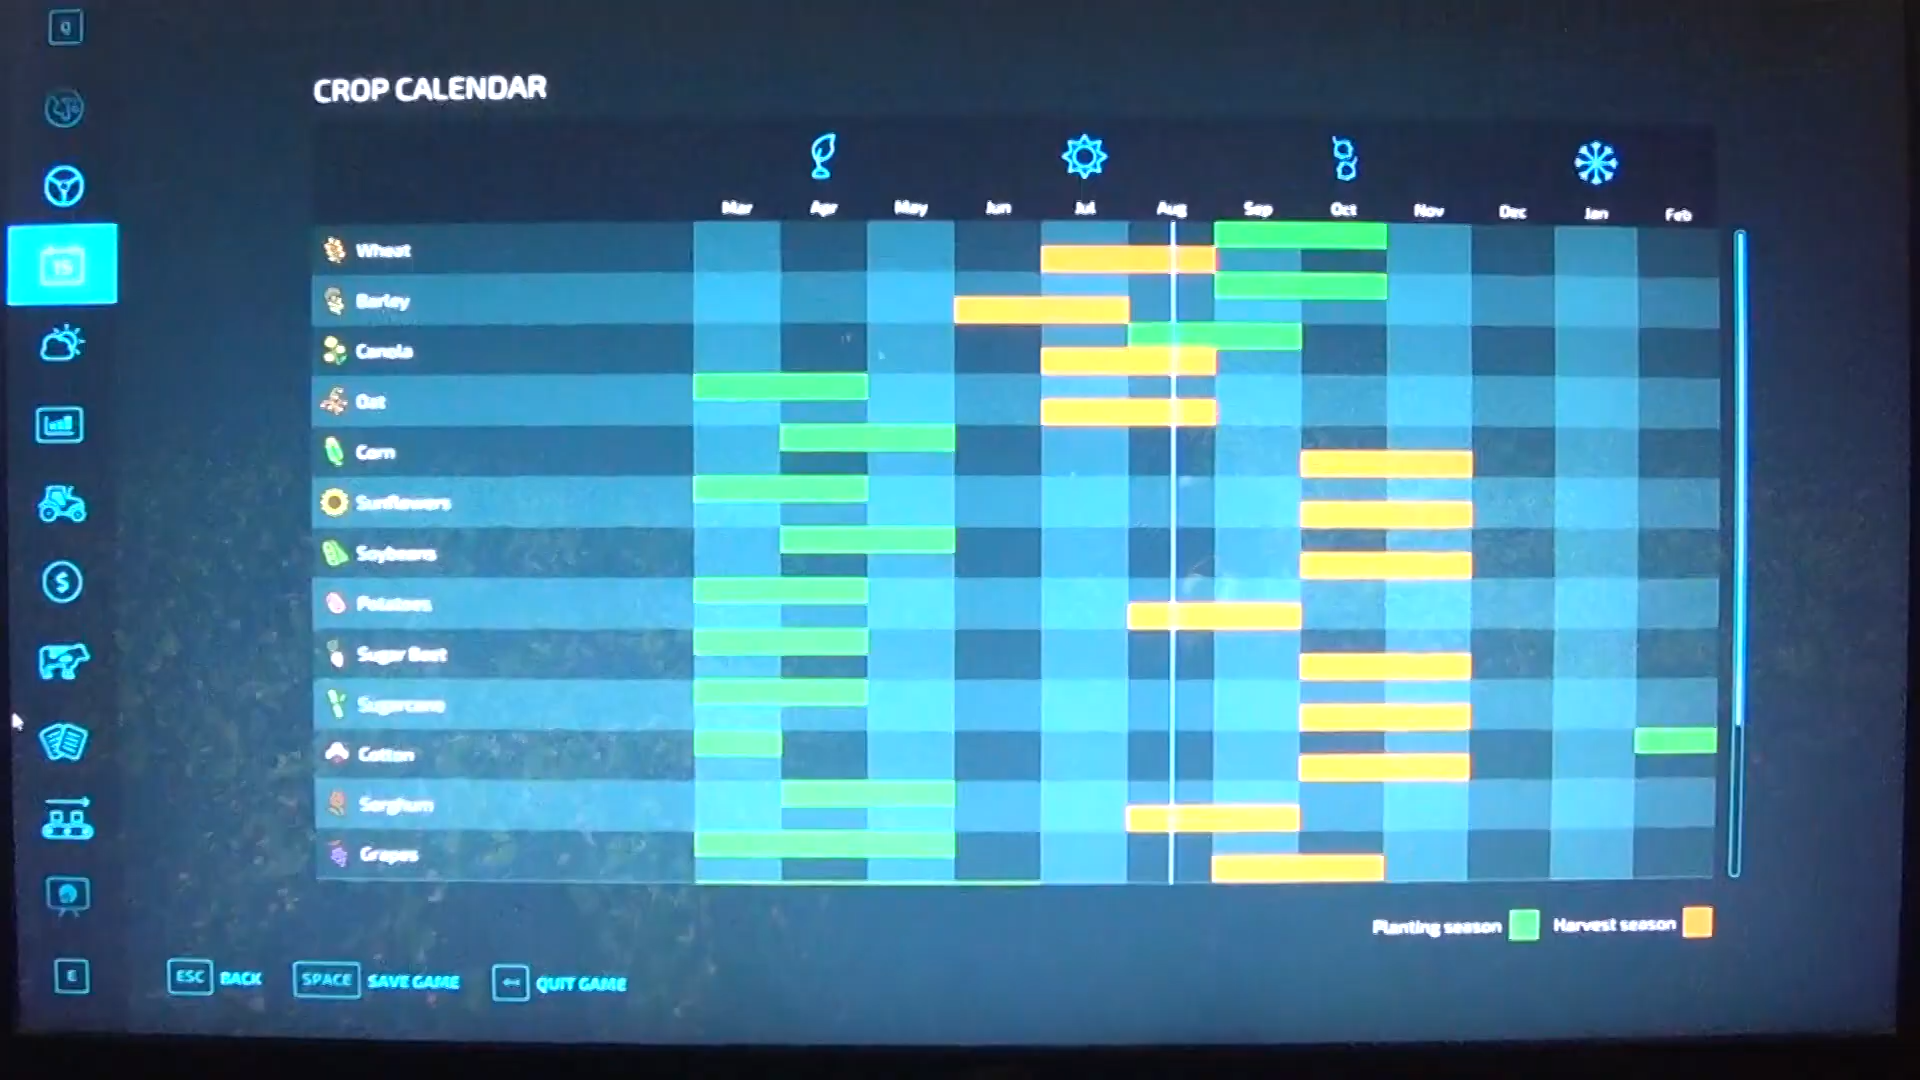 Q
CROP CALENDAR
Mar Apr May Jun Jul Aug Sep Oct Nov Dec Jan Feb
Wheat
Barley
15
Canola
Oat
Corn
Sunflowers
Soybeans
Potatoes
$
Sugar Beet
Sugarcane
Cotton
Sorghum
Grapes
Planting season Harvest season
E
ESC BACK SPACE SAVE GAME QUIT GAME